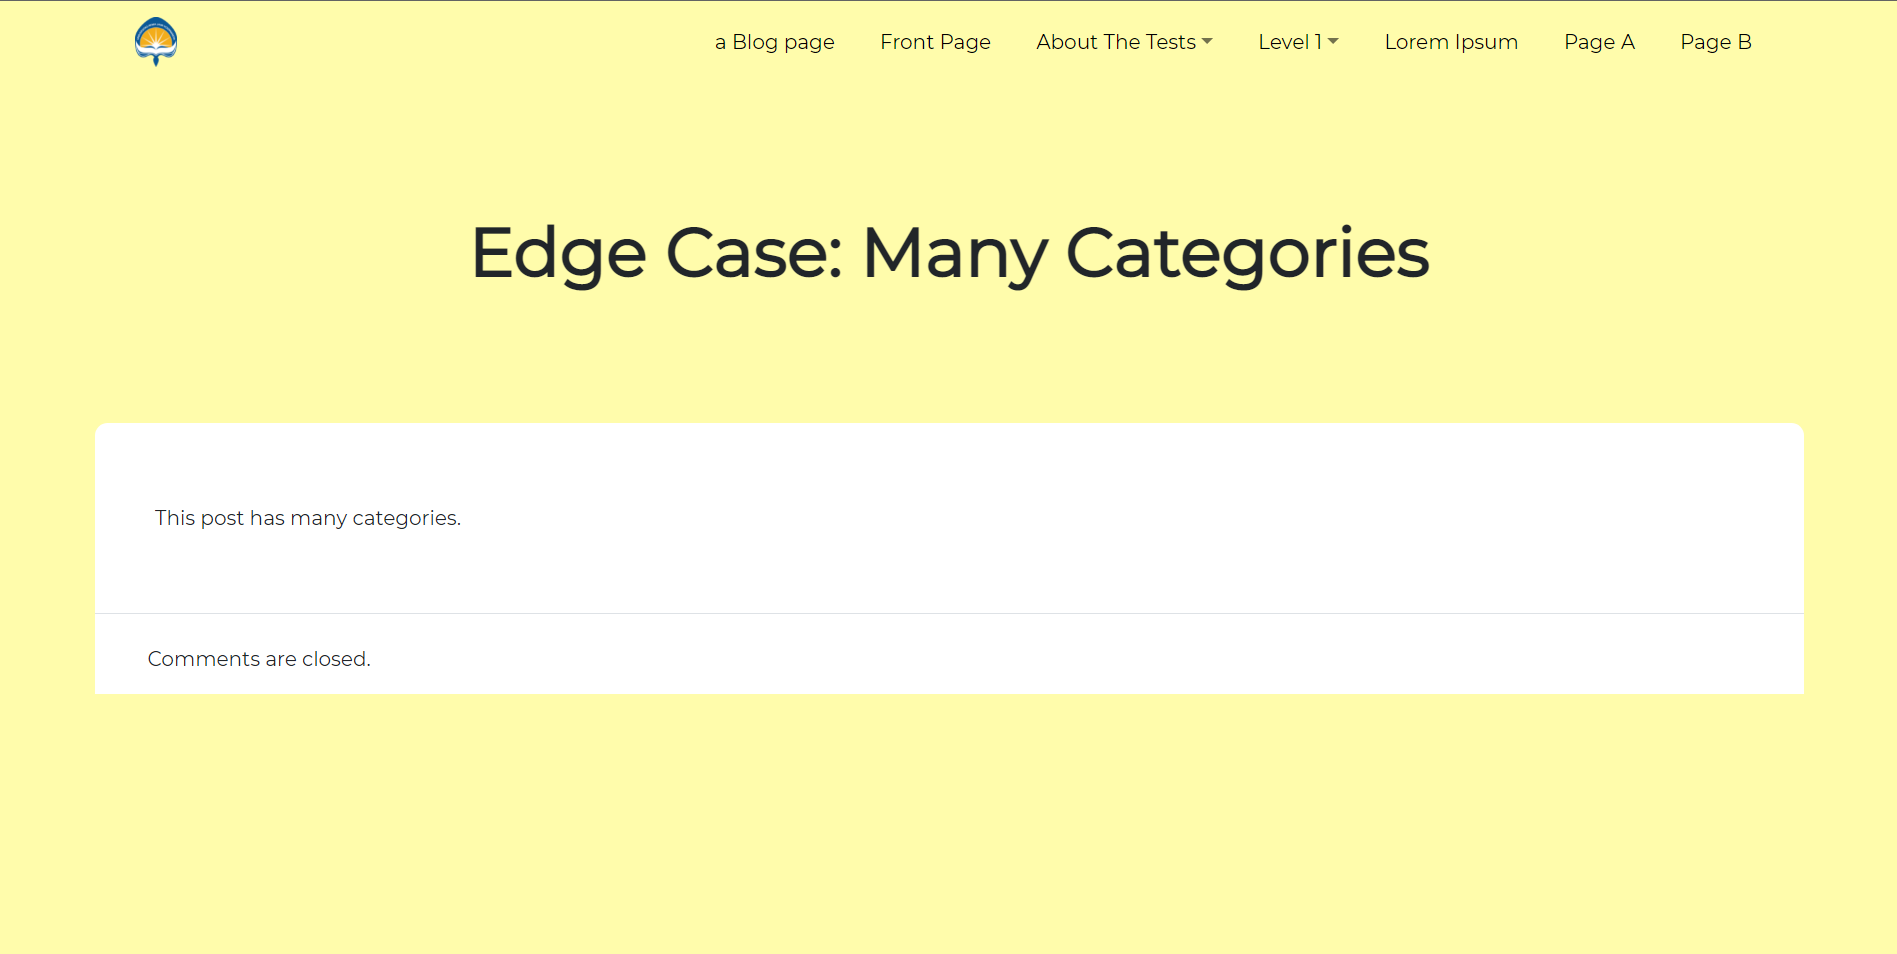 a Blog page Front Page About The Tests Level 1 Lorem Ipsum Page A Page B
Edge Case: Many Categories
This post has many categories.
Comments are closed.